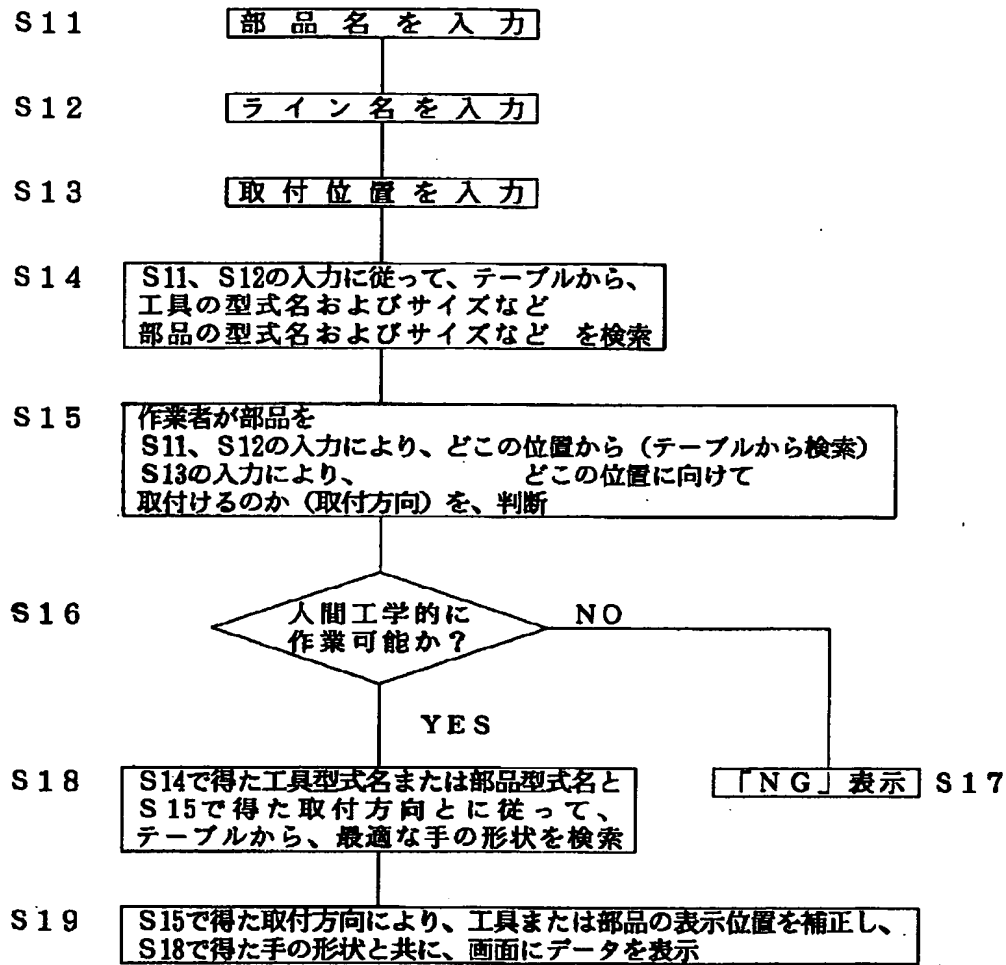 S11 部品名を入力
S12 ライン名を入力
S13 取付位置を入力
S14 S11、S12の入力に従って、テーブルから、
工具の型式名およびサイズなど
部品の型式名およびサイズなど を検索
S15 作業者が部品を
S11、S12の入力により、どこの位置から（テーブルから検索）
S13の入力により、 どこの位置に向けて
取付けるのか（取付方向）を、判断
S16 人間工学的に NO
作業可能か？
YES
S18 S14で得た工具型式名または部品型式名と 「NG」表示 S17
S15で得た取付方向とに従って、
テーブルから、最適な手の形状を検索
S19 S15で得た取付方向により、工具または部品の表示位置を補正し、
S18で得た手の形状と共に、画面にデータを表示